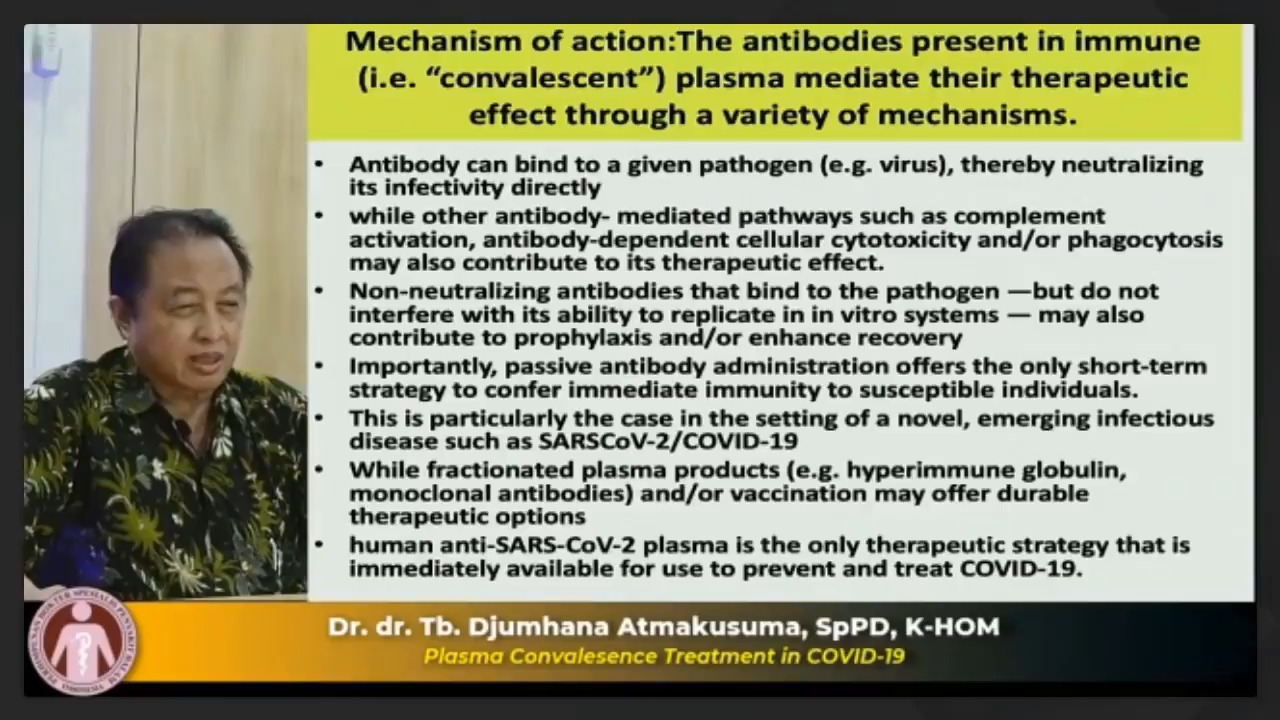 Mechanism of action:The antibodies present in immune
(i.e. “convalescent”) plasma mediate their therapeutic
effect through a variety of mechanisms.
• Antibody can bind to a given pathogen (e.g. virus), thereby neutralizing
its infectivity directly
• while other antibody- mediated pathways such as complement
activation, antibody-dependent cellular cytotoxicity and/or phagocytosis
may also contribute to its therapeutic effect.
• Non-neutralizing antibodies that bind to the pathogen —but do not
interfere with its ability to replicate in in vitro systems — may also
contribute to prophylaxis and/or enhance recovery
• Importantly, passive antibody administration offers the only short-term
strategy to confer immediate immunity to susceptible individuals.
• This is particularly the case in the setting of a novel, emerging infectious
disease such as SARSCoV-2/COVID-19
• While fractionated plasma products (e.g. hyperimmune globulin,
monoclonal antibodies) and/or vaccination may offer durable
therapeutic options
• human anti-SARS-CoV-2 plasma is the only therapeutic strategy that is
immediately available for use to prevent and treat COVID-19.
Dr. dr. Tb. Djumhana Atmakusuma, SpPD, K-HOM
Plasma Convalesence Treatment in COVID-19
PERHIMPUNAN DOKTER SPESIALIS PENYAKIT DALAM
INDONESIA